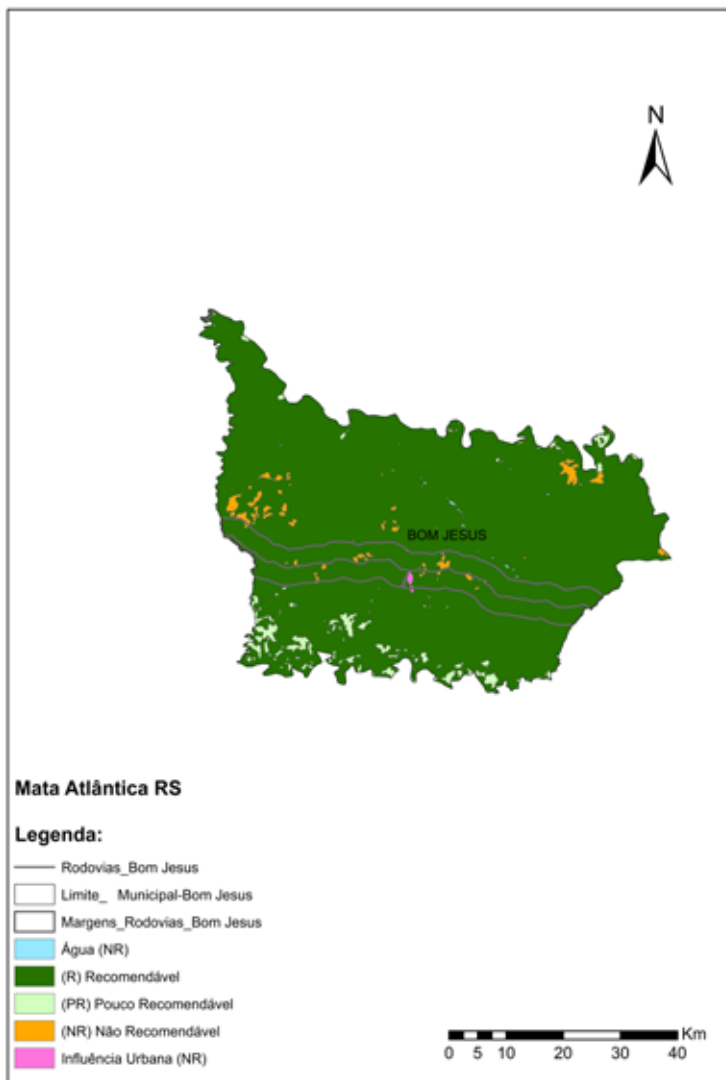 N
BOM JESUS
Mata Atlântica RS
Legenda:
Rodovias_Bom Jesus
Limite_ Municipal-Bom Jesus
Margens_Rodovias_Bom Jesus
Água (NR)
(R) Recomendável
(PR) Pouco Recomendável
(NR) Não Recomendável
Influência Urbana (NR)
Km
0 5 10 20 30 40